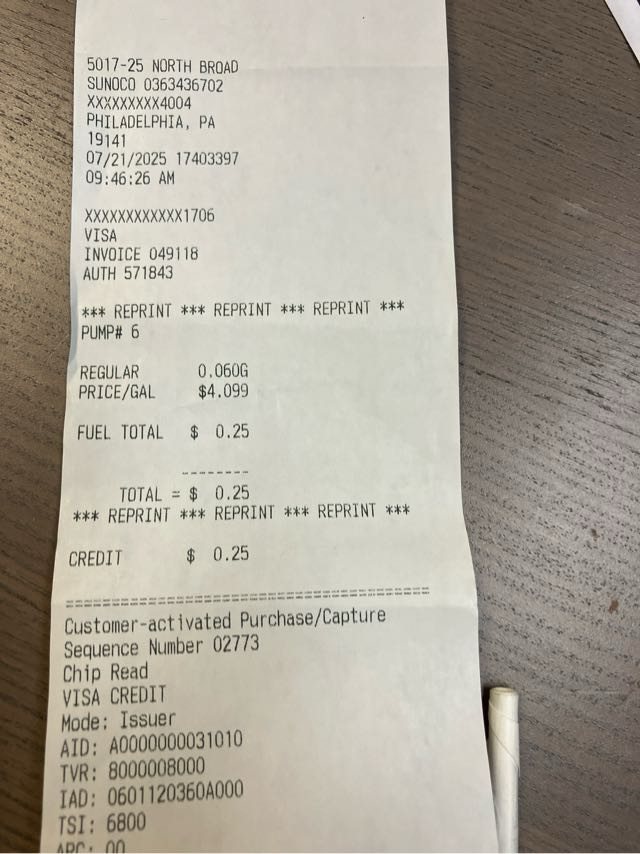 5017-25 NORTH BROAD
SUNOCO 0363436702
XXXXXXXXX4004
PHILADELPHIA, PA
19141
07/21/2025 17403397
09:46:26 AM
XXXXXXXXXXXX1706
VISA
INVOICE 049118
AUTH 571843
*** REPRINT *** REPRINT *** REPRINT ***
PUMP# 6
REGULAR 0.060G
PRICE/GAL $4.099
FUEL TOTAL $ 0.25
--------
TOTAL = $ 0.25
*** REPRINT *** REPRINT *** REPRINT ***
CREDIT $ 0.25
=======================================
Customer-activated Purchase/Capture
Sequence Number 02773
Chip Read
VISA CREDIT
Mode: Issuer
AID: A0000000031010
TVR: 8000008000
IAD: 0601120360A000
TSI: 6800
ARC: 00